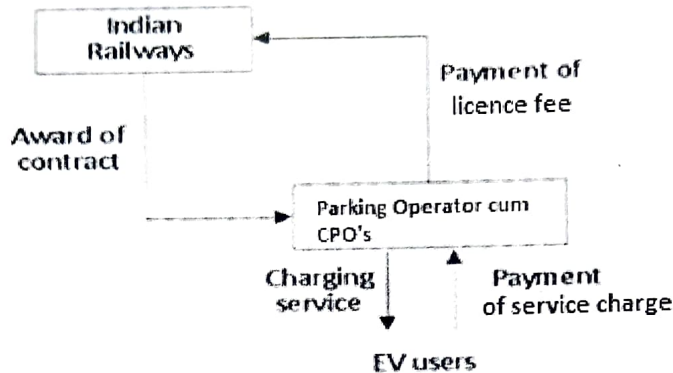 Indian
Railways
Payment of
licence fee
Award of
contract
Parking Operator cum
CPO's
Charging
service
Payment
of service charge
EV users